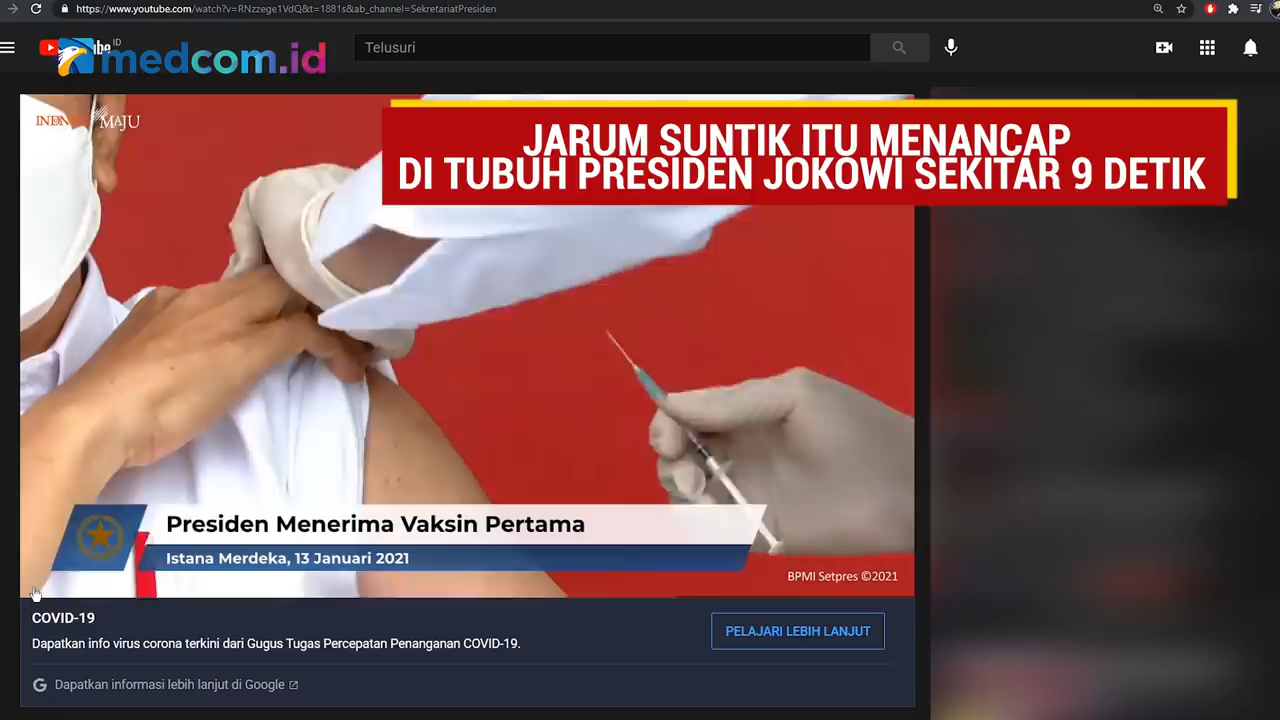 https://www.youtube.com/watch?v=RNzzege1VdQ&t=1881s&ab_channel=SekretariatPresiden
ID
medcom.id
Telusuri
INDONESIA MAJU
JARUM SUNTIK ITU MENANCAP
DI TUBUH PRESIDEN JOKOWI SEKITAR 9 DETIK
Presiden Menerima Vaksin Pertama
Istana Merdeka, 13 Januari 2021
BPMI Setpres ©2021
COVID-19
Dapatkan info virus corona terkini dari Gugus Tugas Percepatan Penanganan COVID-19.
PELAJARI LEBIH LANJUT
G Dapatkan informasi lebih lanjut di Google